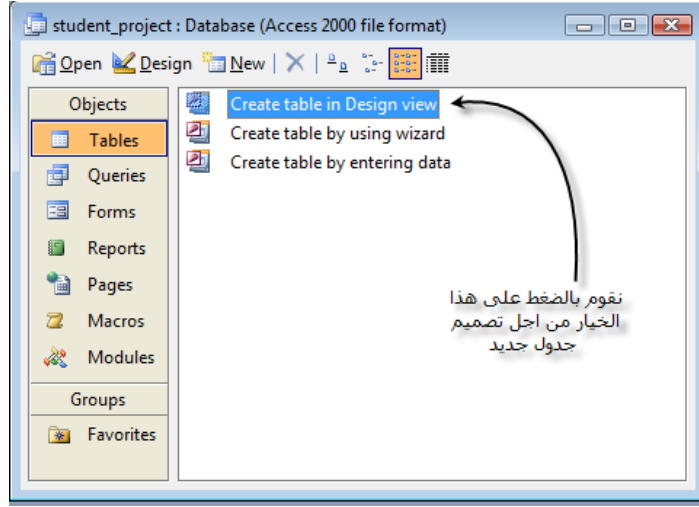 student_project : Database (Access 2000 file format)
Open Design New
Objects
Tables
Queries
Forms
Reports
Pages
Macros
Modules
Groups
Favorites
Create table in Design view
Create table by using wizard
Create table by entering data
نقوم بالضغط على هذا
الخيار من اجل تصميم
جدول جديد